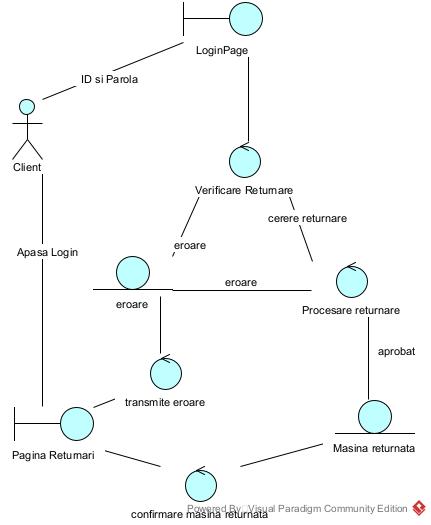 LoginPage
ID si Parola
Client
Verificare Returnare
cerere returnare
eroare
Apasa Login
eroare
eroare
Procesare returnare
aprobat
transmite eroare
Masina returnata
Pagina Returnari
confirmare masina returnata
Powered By Visual Paradigm Community Edition